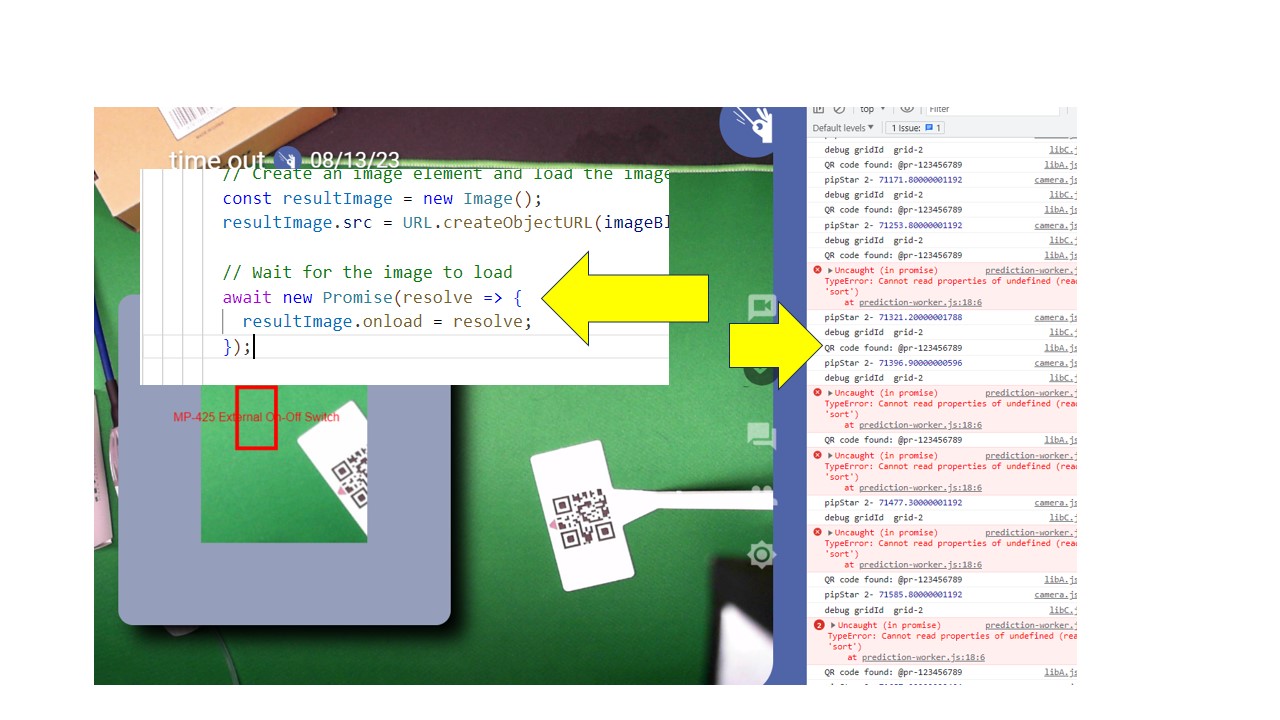 time out 08/13/23
// Create an image element and load the image
const resultImage = new Image();
resultImage.src = URL.createObjectURL(imageBl
// Wait for the image to load
await new Promise(resolve => {
resultImage.onload = resolve;
});
MP-425 External On-Off Switch
top Filter
Default levels 1 Issue: 1
debug gridId grid-2 libC.j
QR code found: @pr-123456789 libA.js
pipStar 2- 71171.80000001192 camera.js
debug gridId grid-2 libC.j
QR code found: @pr-123456789 libA.js
pipStar 2- 71253.80000001192 camera.js
debug gridId grid-2 libC.j
QR code found: @pr-123456789 libA.js
Uncaught (in promise) prediction-worker.j
TypeError: Cannot read properties of undefined (rea
'sort')
at prediction-worker.js:18:6
pipStar 2- 71321.20000001788 camera.js
debug gridId grid-2 libC.j
QR code found: @pr-123456789 libA.js
pipStar 2- 71396.90000000596 camera.js
debug gridId grid-2 libC.j
Uncaught (in promise) prediction-worker.j
TypeError: Cannot read properties of undefined (rea
'sort')
at prediction-worker.js:18:6
QR code found: @pr-123456789 libA.js
Uncaught (in promise) prediction-worker.j
TypeError: Cannot read properties of undefined (rea
'sort')
at prediction-worker.js:18:6
pipStar 2- 71477.30000001192 camera.js
debug gridId grid-2 libC.j
Uncaught (in promise) prediction-worker.j
TypeError: Cannot read properties of undefined (rea
'sort')
at prediction-worker.js:18:6
QR code found: @pr-123456789 libA.js
pipStar 2- 71585.80000001192 camera.js
debug gridId grid-2 libC.j
2 Uncaught (in promise) prediction-worker.j
TypeError: Cannot read properties of undefined (rea
'sort')
at prediction-worker.js:18:6
QR code found: @pr-123456789 libA.js